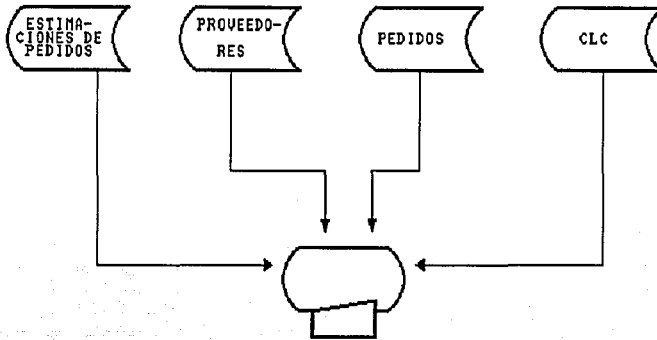 ESTIMA-
CIONES DE
PEDIDOS
PROVEEDO-
RES
PEDIDOS
CLC